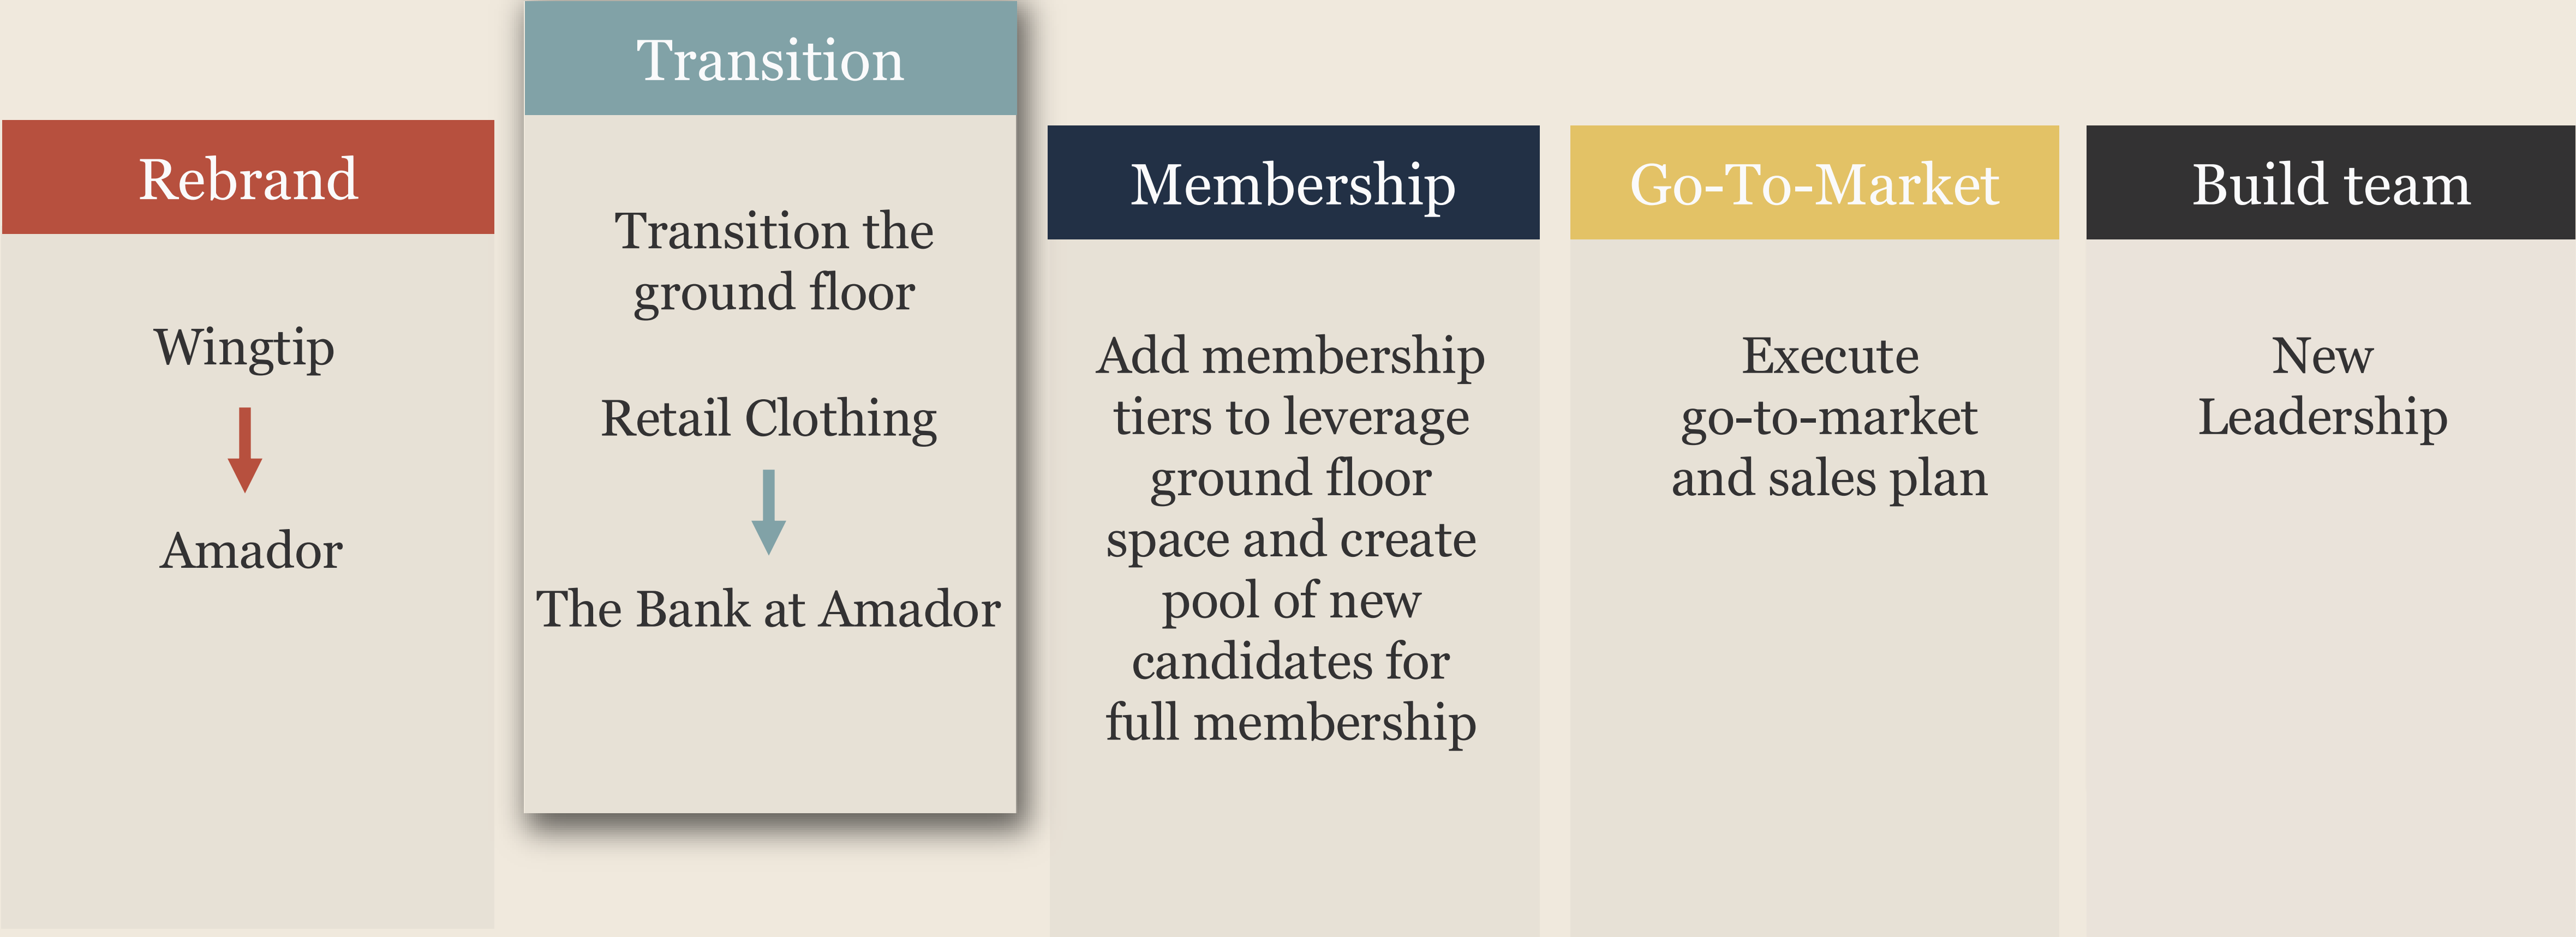 Rebrand
Wingtip
Amador
Transition
Transition the
ground floor
Retail Clothing
The Bank at Amador
Membership
Add membership
tiers to leverage
ground floor
space and create
pool of new
candidates for
full membership
Go-To-Market
Execute
go-to-market
and sales plan
Build team
New
Leadership